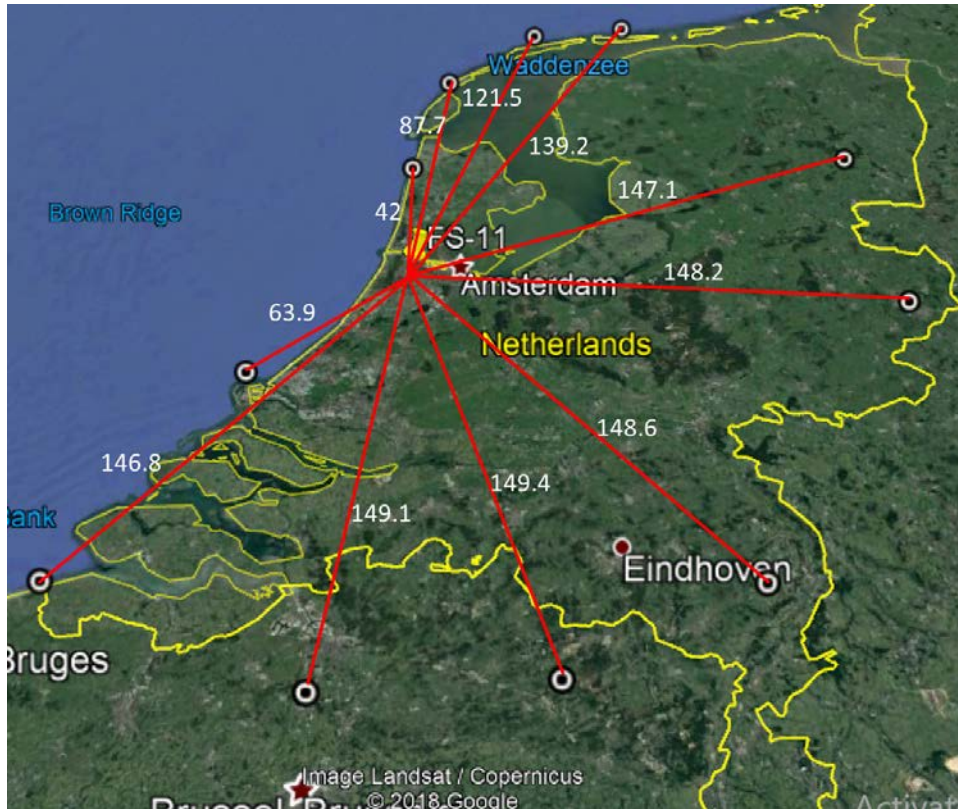 Waddenzee
121.5
87.7
139.2
147.1
Brown Ridge
42
FS-11
148.2
Amsterdam
63.9
Netherlands
148.6
146.8
149.4
149.1
Bank
Eindhoven
Bruges
Image Landsat / Copernicus
© 2018 Google